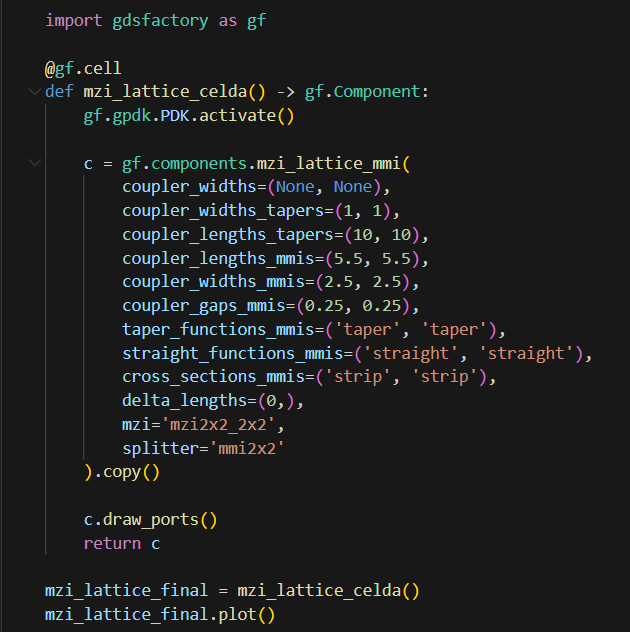 import gdsfactory as gf
@gf.cell
def mzi_lattice_celda() -> gf.Component:
    gf.gpdk.PDK.activate()
    c = gf.components.mzi_lattice_mmi(
        coupler_widths=(None, None),
        coupler_widths_tapers=(1, 1),
        coupler_lengths_tapers=(10, 10),
        coupler_lengths_mmis=(5.5, 5.5),
        coupler_widths_mmis=(2.5, 2.5),
        coupler_gaps_mmis=(0.25, 0.25),
        taper_functions_mmis=('taper', 'taper'),
        straight_functions_mmis=('straight', 'straight'),
        cross_sections_mmis=('strip', 'strip'),
        delta_lengths=(0,),
        mzi='mzi2x2_2x2',
        splitter='mmi2x2'
    ).copy()
    c.draw_ports()
    return c
mzi_lattice_final = mzi_lattice_celda()
mzi_lattice_final.plot()